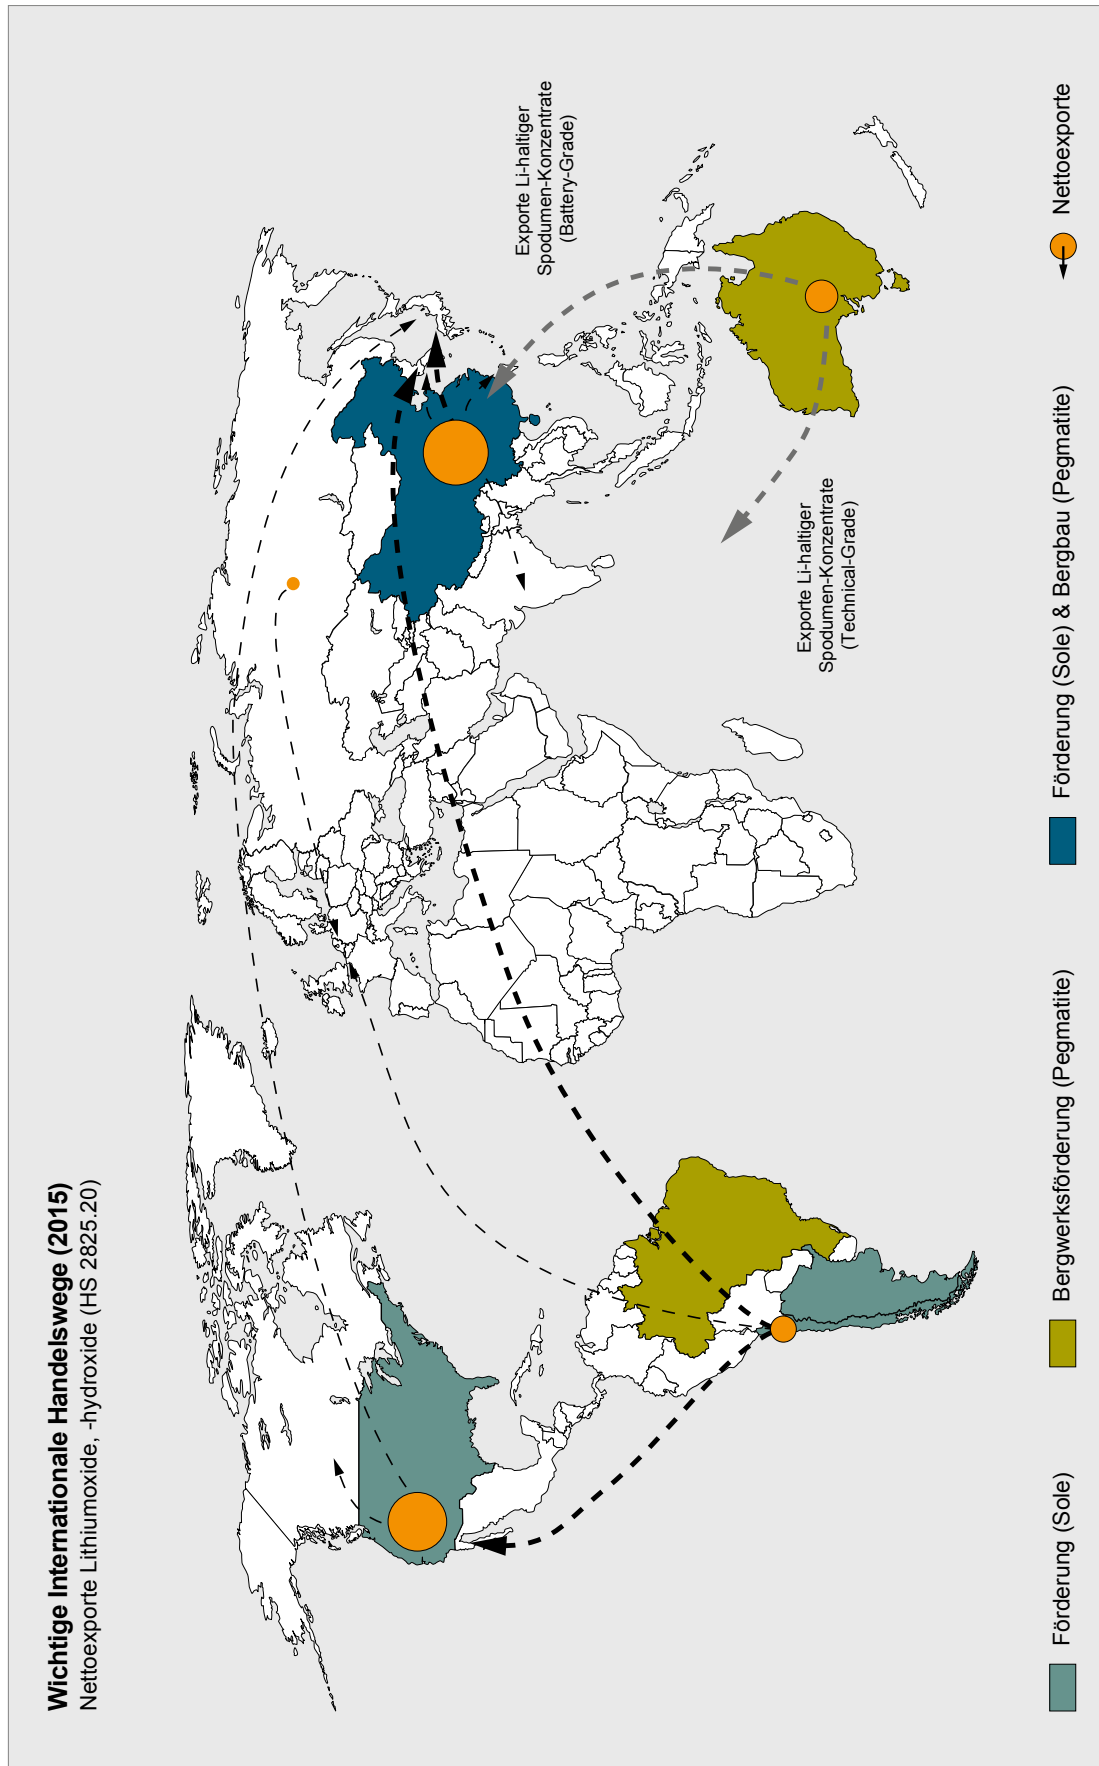 Wichtige Internationale Handelswege (2015)
Nettoexporte Lithiumoxide, -hydroxide (HS 2825.20)
Exporte Li-haltiger
Spodumen-Konzentrate
(Battery-Grade)
Exporte Li-haltiger
Spodumen-Konzentrate
(Technical-Grade)
Förderung (Sole)
Bergwerksförderung (Pegmatite)
Förderung (Sole) & Bergbau (Pegmatite)
Nettoexporte